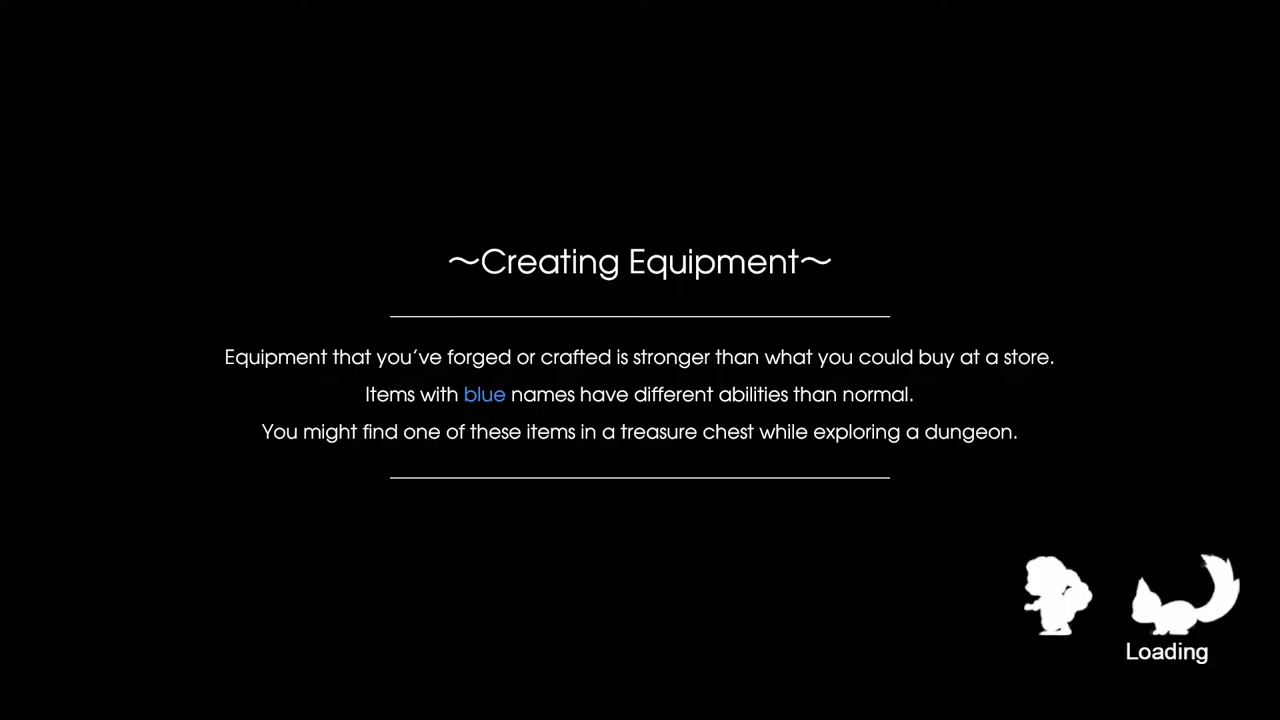 ～Creating Equipment～
Equipment that you've forged or crafted is stronger than what you could buy at a store.
Items with blue names have different abilities than normal.
You might find one of these items in a treasure chest while exploring a dungeon.
Loading